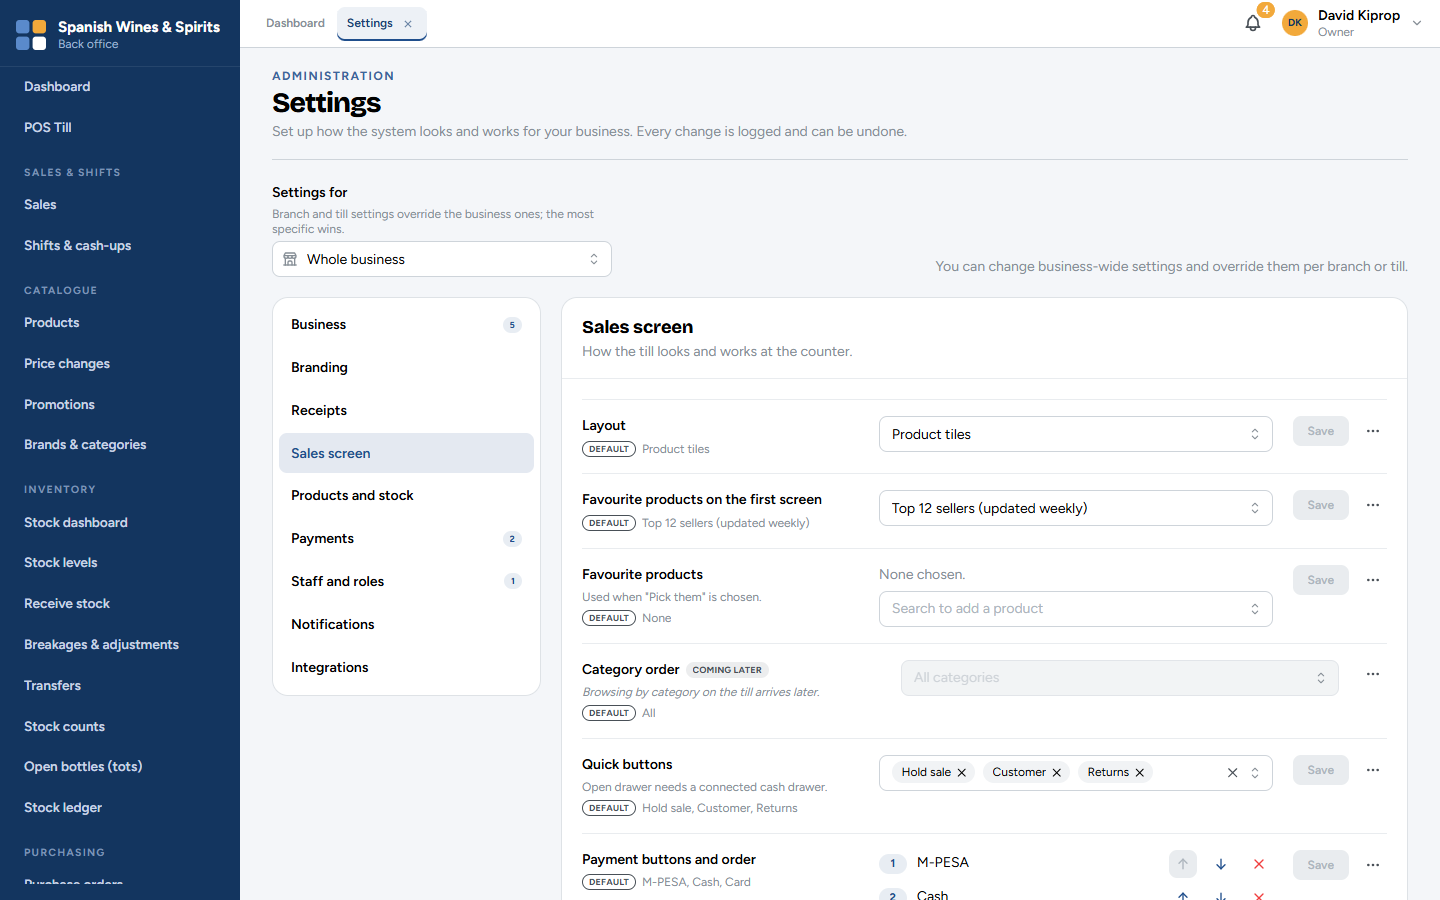 Spanish Wines & Spirits
Back office
Dashboard
POS Till
SALES & SHIFTS
Sales
Shifts & cash-ups
CATALOGUE
Products
Price changes
Promotions
Brands & categories
INVENTORY
Stock dashboard
Stock levels
Receive stock
Breakages & adjustments
Transfers
Stock counts
Open bottles (tots)
Stock ledger
PURCHASING
Purchase orders
Dashboard
Settings
4
DK
David Kiprop
Owner
ADMINISTRATION
Settings
Set up how the system looks and works for your business. Every change is logged and can be undone.
Settings for
Branch and till settings override the business ones; the most
specific wins.
Whole business
You can change business-wide settings and override them per branch or till.
Business 5
Branding
Receipts
Sales screen
Products and stock
Payments 2
Staff and roles 1
Notifications
Integrations
Sales screen
How the till looks and works at the counter.
Layout
DEFAULT Product tiles
Product tiles
Save
Favourite products on the first screen
DEFAULT Top 12 sellers (updated weekly)
Top 12 sellers (updated weekly)
Save
Favourite products
Used when "Pick them" is chosen.
DEFAULT None
None chosen.
Search to add a product
Save
Category order COMING LATER
Browsing by category on the till arrives later.
DEFAULT All
All categories
Quick buttons
Open drawer needs a connected cash drawer.
DEFAULT Hold sale, Customer, Returns
Hold sale Customer Returns
Save
Payment buttons and order
DEFAULT M-PESA, Cash, Card
1 M-PESA
Save
2 Cash